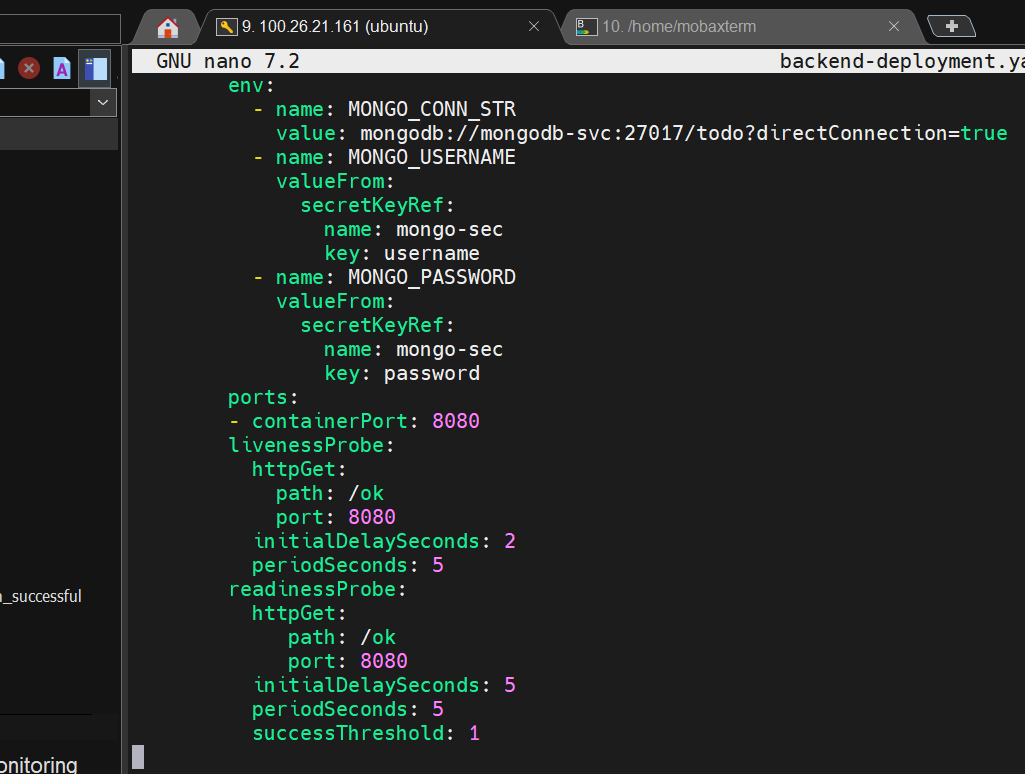 9. 100.26.21.161 (ubuntu)
10. /home/mobaxterm
GNU nano 7.2 backend-deployment.ya
env:
- name: MONGO_CONN_STR
value: mongodb://mongodb-svc:27017/todo?directConnection=true
- name: MONGO_USERNAME
valueFrom:
secretKeyRef:
name: mongo-sec
key: username
- name: MONGO_PASSWORD
valueFrom:
secretKeyRef:
name: mongo-sec
key: password
ports:
- containerPort: 8080
livenessProbe:
httpGet:
path: /ok
port: 8080
initialDelaySeconds: 2
periodSeconds: 5
readinessProbe:
httpGet:
path: /ok
port: 8080
initialDelaySeconds: 5
periodSeconds: 5
successThreshold: 1
_successful
onitoring